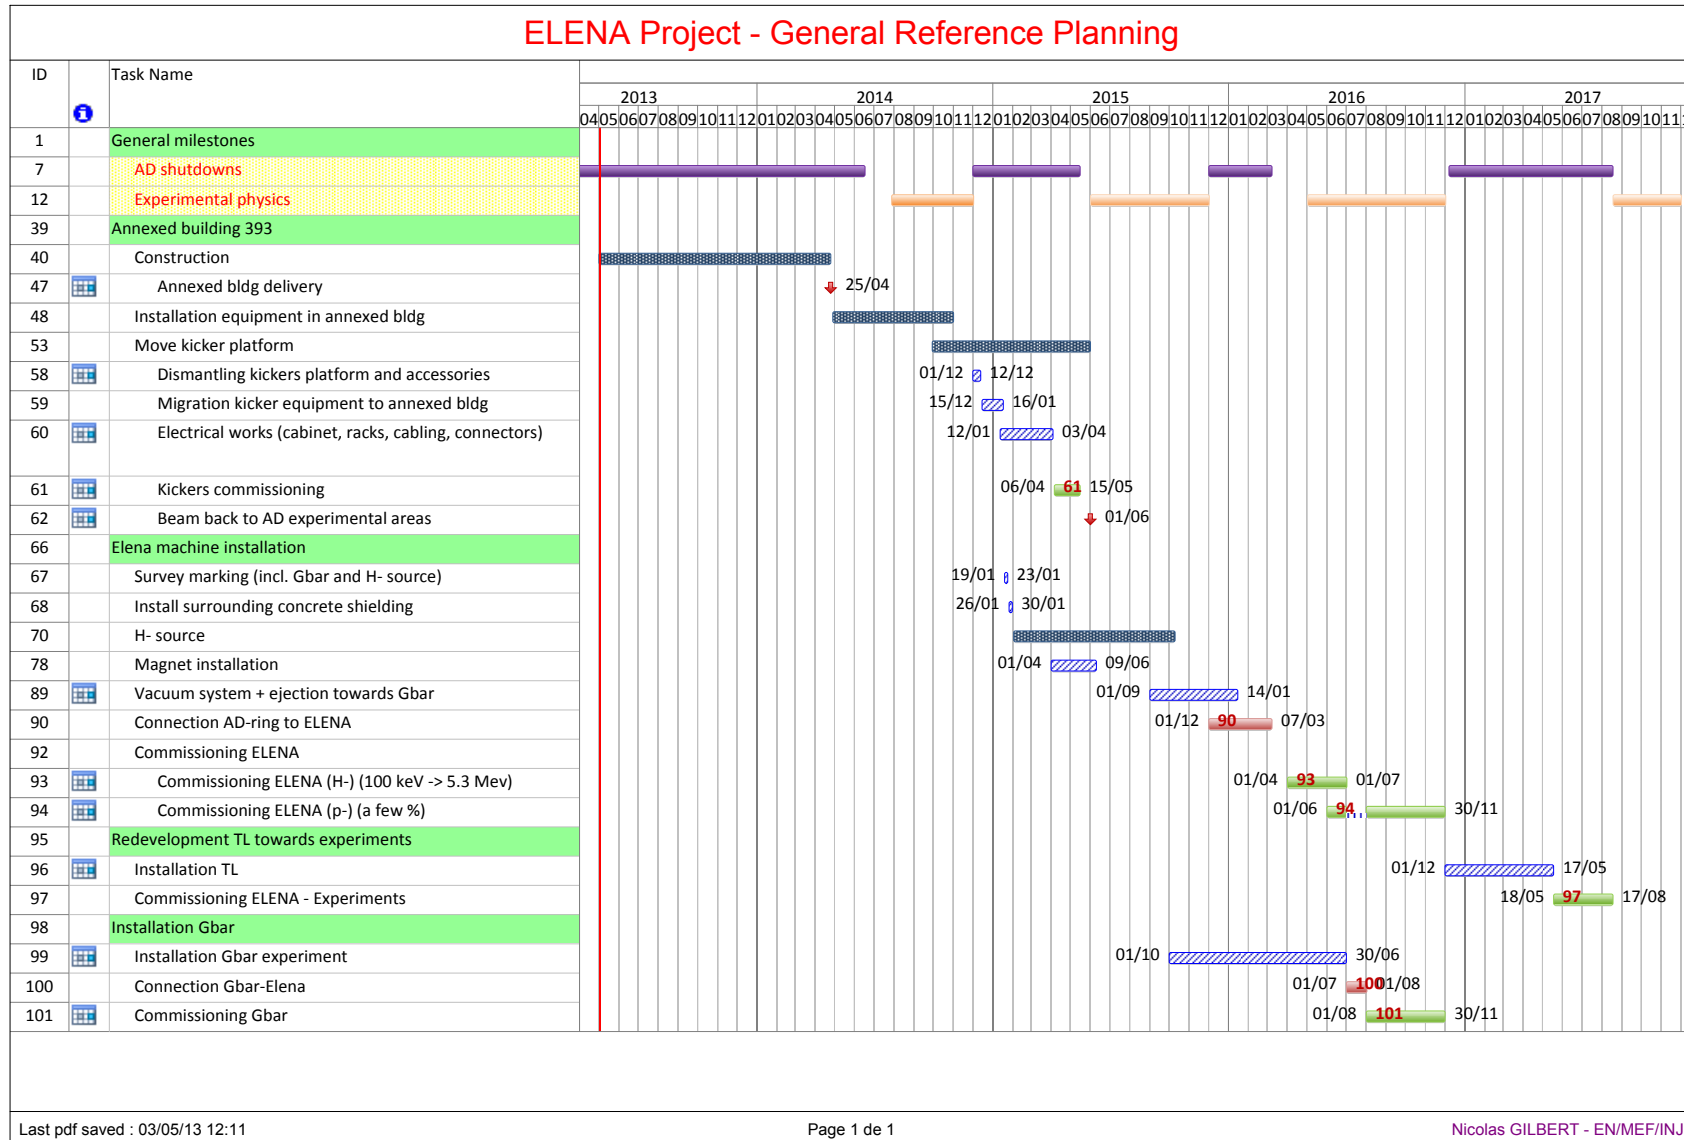 ELENA Project - General Reference Planning
ID Task Name
2013 2014 2015 2016 2017
04 05 06 07 08 09 10 11 12 01 02 03 04 05 06 07 08 09 10 11 12 01 02 03 04 05 06 07 08 09 10 11 12 01 02 03 04 05 06 07 08 09 10 11 12 01 02 03 04 05 06 07 08 09 10 11
1 General milestones
7 AD shutdowns
12 Experimental physics
39 Annexed building 393
40 Construction
47 Annexed bldg delivery 25/04
48 Installation equipment in annexed bldg
53 Move kicker platform
58 Dismantling kickers platform and accessories 01/12 12/12
59 Migration kicker equipment to annexed bldg 15/12 16/01
60 Electrical works (cabinet, racks, cabling, connectors) 12/01 03/04
61 Kickers commissioning 06/04 61 15/05
62 Beam back to AD experimental areas 01/06
66 Elena machine installation
67 Survey marking (incl. Gbar and H- source) 19/01 23/01
68 Install surrounding concrete shielding 26/01 30/01
70 H- source
78 Magnet installation 01/04 09/06
89 Vacuum system + ejection towards Gbar 01/09 14/01
90 Connection AD-ring to ELENA 01/12 90 07/03
92 Commissioning ELENA
93 Commissioning ELENA (H-) (100 keV -> 5.3 Mev) 01/04 93 01/07
94 Commissioning ELENA (p-) (a few %) 01/06 94 30/11
95 Redevelopment TL towards experiments
96 Installation TL 01/12 17/05
97 Commissioning ELENA - Experiments 18/05 97 17/08
98 Installation Gbar
99 Installation Gbar experiment 01/10 30/06
100 Connection Gbar-Elena 01/07 100 01/08
101 Commissioning Gbar 01/08 101 30/11
Last pdf saved : 03/05/13 12:11 Page 1 de 1 Nicolas GILBERT - EN/MEF/INJ